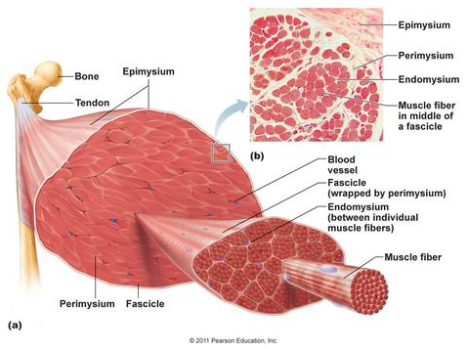 Bone
Epimysium
Tendon
Epimysium
Perimysium
Endomysium
Muscle fiber
in middle of
a fascicle
(b)
Blood
vessel
Fascicle
(wrapped by perimysium)
Endomysium
(between individual
muscle fibers)
Muscle fiber
Perimysium
Fascicle
(a)
© 2011 Pearson Education, Inc.